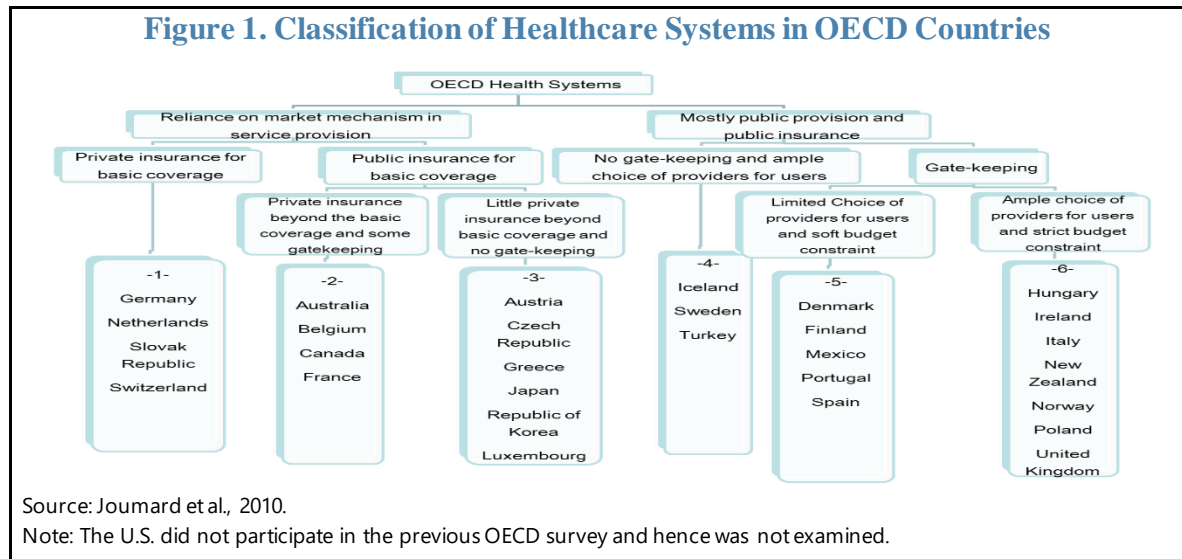 Figure 1. Classification of Healthcare Systems in OECD Countries
OECD Health Systems
Reliance on market mechanism in
service provision
Mostly public provision and
public insurance
Private insurance for
basic coverage
Public insurance for
basic coverage
No gate-keeping and ample
choice of providers for users
Gate-keeping
Private insurance
beyond the basic
coverage and some
gatekeeping
Little private
insurance beyond
basic coverage and
no gate-keeping
Limited Choice of
providers for users
and soft budget
constraint
Ample choice of
providers for users
and strict budget
constraint
-1-
Germany
Netherlands
Slovak
Republic
Switzerland
-2-
Australia
Belgium
Canada
France
-3-
Austria
Czech
Republic
Greece
Japan
Republic of
Korea
Luxembourg
-4-
Iceland
Sweden
Turkey
-5-
Denmark
Finland
Mexico
Portugal
Spain
-6-
Hungary
Ireland
Italy
New
Zealand
Norway
Poland
United
Kingdom
Source: Joumard et al., 2010.
Note: The U.S. did not participate in the previous OECD survey and hence was not examined.